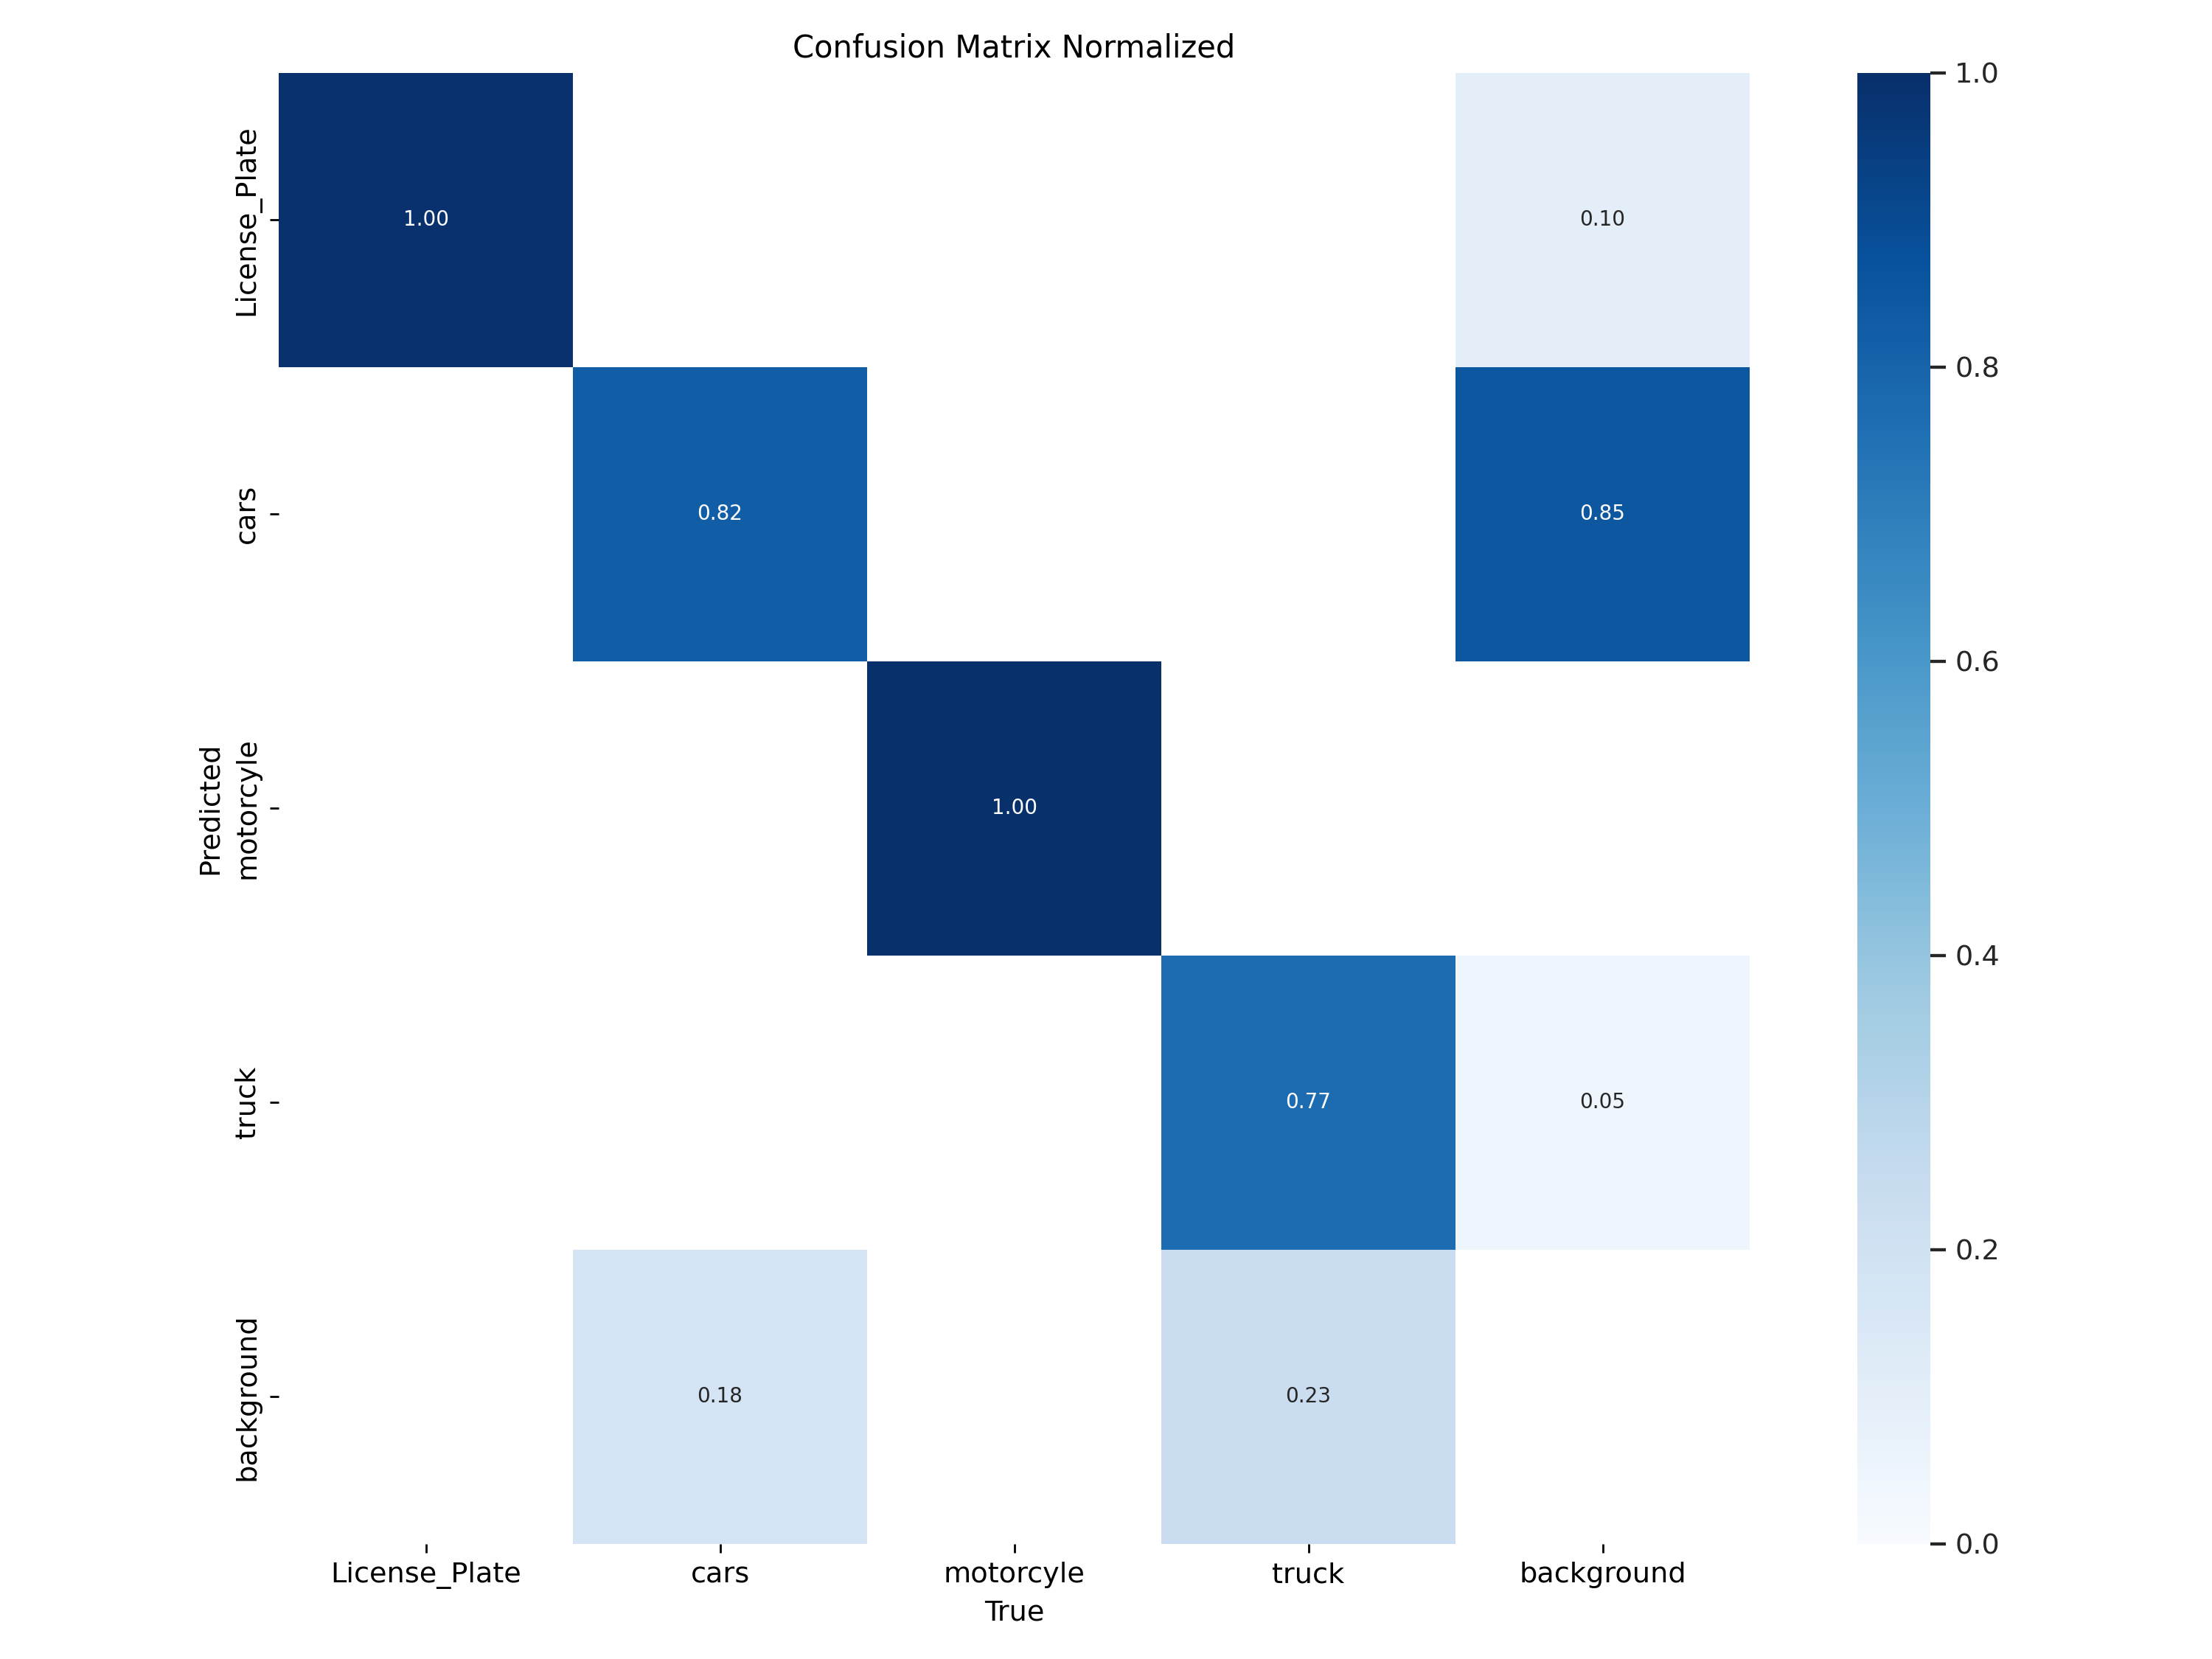 Confusion Matrix Normalized
License_Plate
cars
motorcyle
truck
background
Predicted
1.00
0.10
0.82
0.85
1.00
0.77
0.05
0.18
0.23
License_Plate
cars
motorcyle
truck
background
True
1.0
0.8
0.6
0.4
0.2
0.0